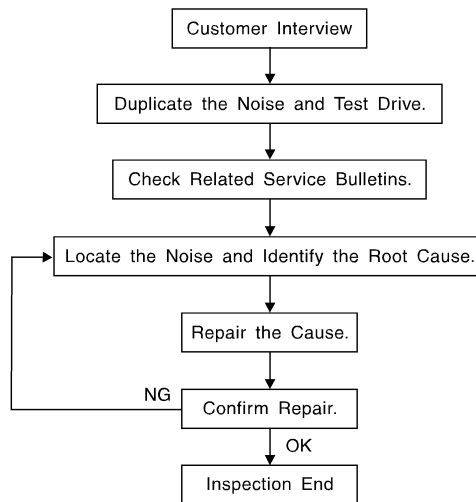 Customer Interview
Duplicate the Noise and Test Drive.
Check Related Service Bulletins.
Locate the Noise and Identify the Root Cause.
Repair the Cause.
NG
Confirm Repair.
OK
Inspection End